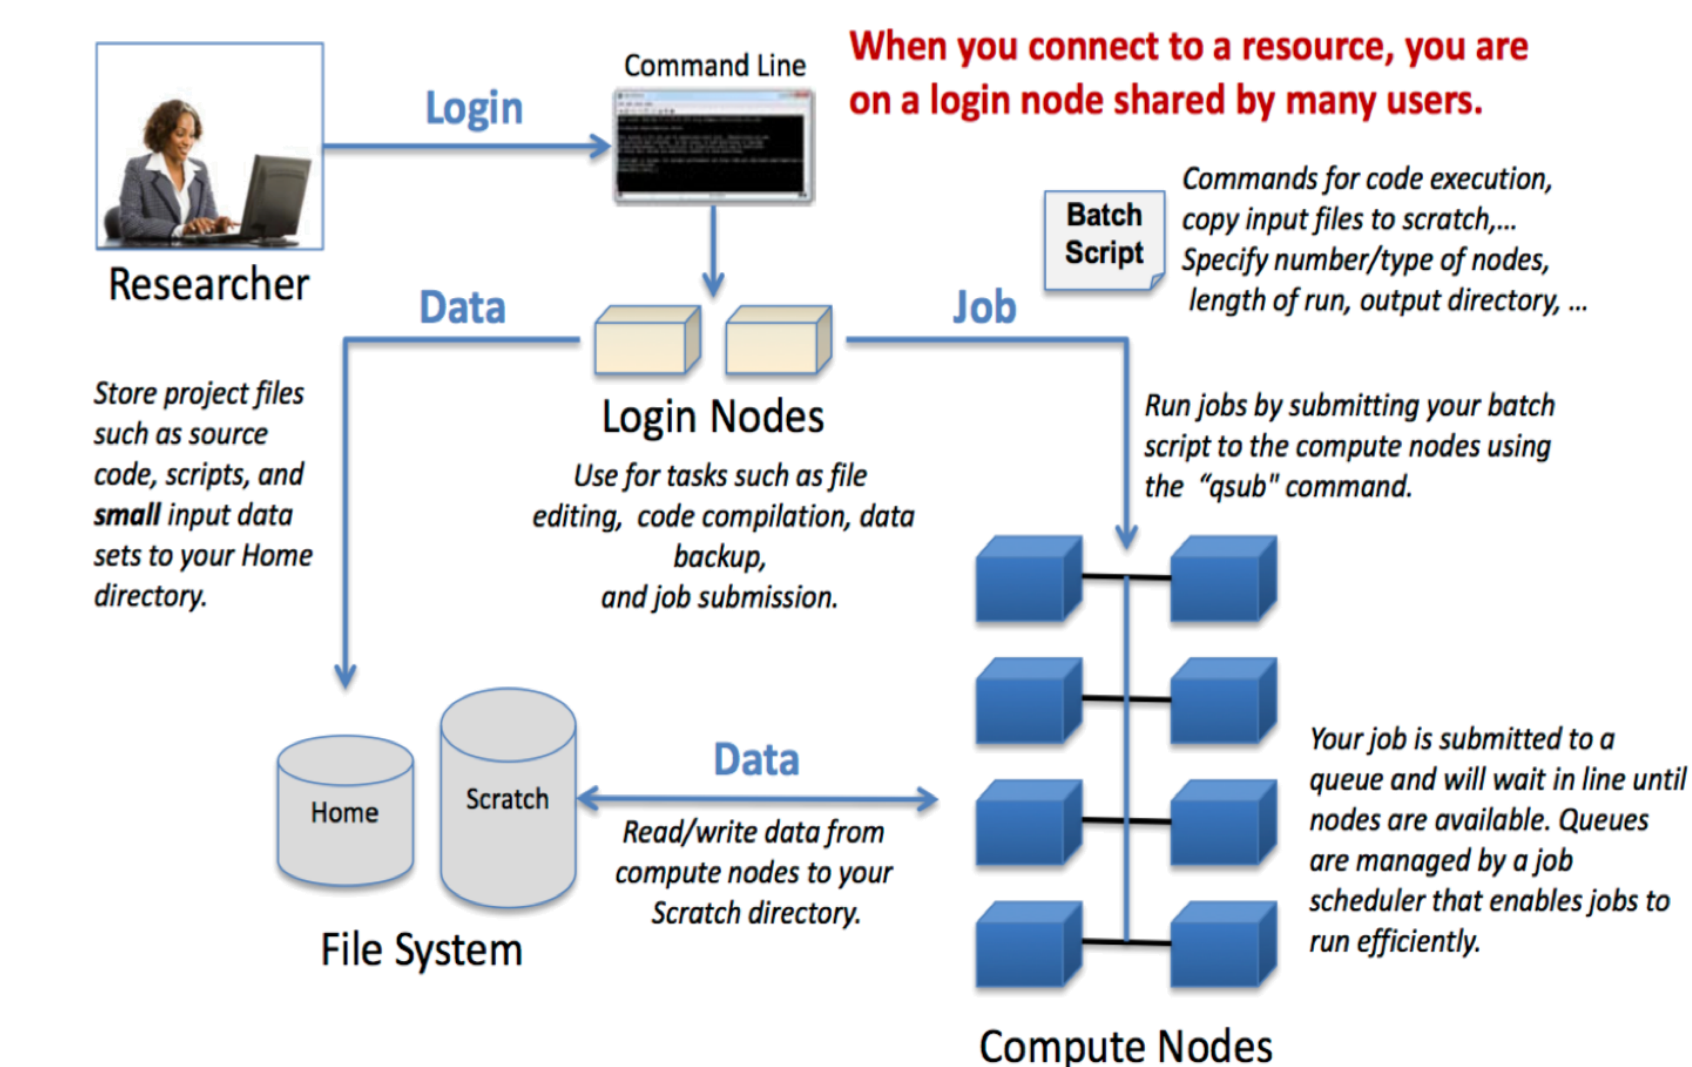 When you connect to a resource, you are
on a login node shared by many users.
Command Line
Login
Researcher
Batch
Script
Commands for code execution,
copy input files to scratch,...
Specify number/type of nodes,
length of run, output directory, ...
Data
Job
Login Nodes
Use for tasks such as file
editing, code compilation, data
backup,
and job submission.
Store project files
such as source
code, scripts, and
small input data
sets to your Home
directory.
Run jobs by submitting your batch
script to the compute nodes using
the “qsub" command.
Home
Scratch
File System
Data
Read/write data from
compute nodes to your
Scratch directory.
Your job is submitted to a
queue and will wait in line until
nodes are available. Queues
are managed by a job
scheduler that enables jobs to
run efficiently.
Compute Nodes